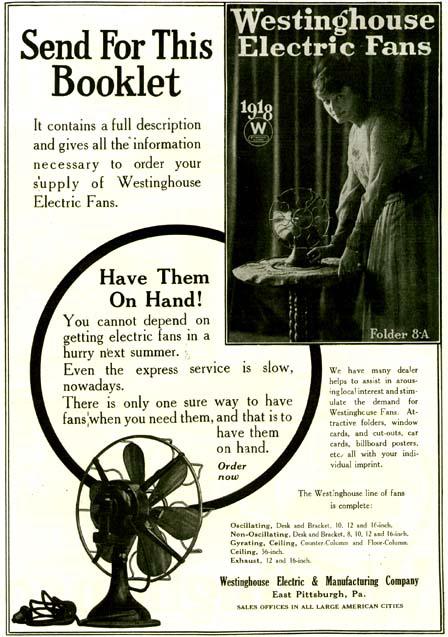 Send For This
Booklet
It contains a full description
and gives all the information
necessary to order your
supply of Westinghouse
Electric Fans.
Westinghouse
Electric Fans
1918
W
Folder 8-A
Have Them
On Hand!
You cannot depend on
getting electric fans in a
hurry next summer.
Even the express service is slow,
nowadays.
There is only one sure way to have
fans when you need them, and that is to
have them
on hand.
Order
now
We have many dealer
helps to assist in arous-
ing local interest and stim-
ulate the demand for
Westinghouse Fans. At-
tractive folders, window
cards, and cut-outs, car
cards, billboard posters,
etc., all with your indi-
vidual imprint.
The Westinghouse line of fans
is complete:
Oscillating, Desk and Bracket, 10, 12 and 16-inch.
Non-Oscillating, Desk and Bracket, 8, 10, 12 and 16-inch.
Gyrating, Ceiling, Counter-Column and Floor-Column.
Ceiling, 56-inch.
Exhaust, 12 and 16-inch.
Westinghouse Electric & Manufacturing Company
East Pittsburgh, Pa.
SALES OFFICES IN ALL LARGE AMERICAN CITIES